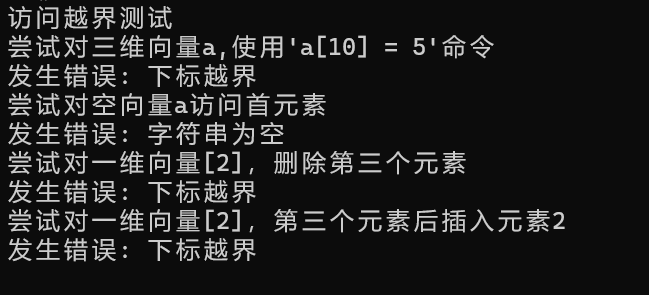 访问越界测试
尝试对三维向量a,使用'a[10] = 5'命令
发生错误: 下标越界
尝试对空向量a访问首元素
发生错误: 字符串为空
尝试对一维向量[2], 删除第三个元素
发生错误: 下标越界
尝试对一维向量[2], 第三个元素后插入元素2
发生错误: 下标越界